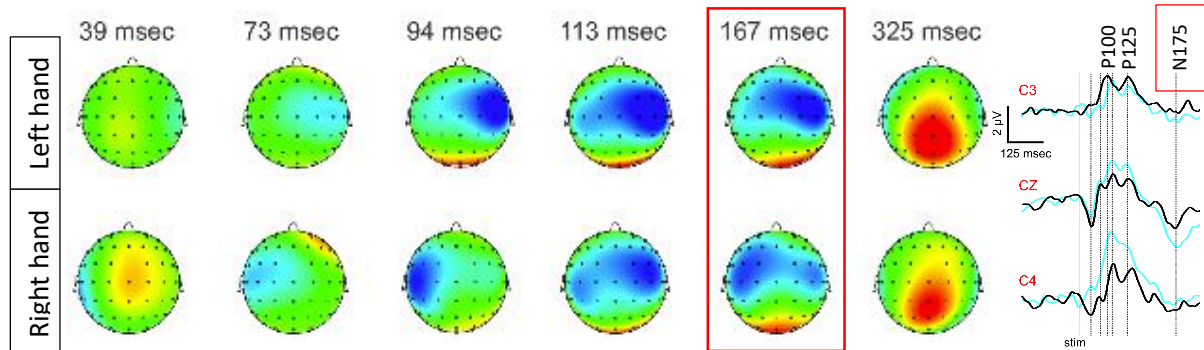 39 msec 73 msec 94 msec 113 msec 167 msec 325 msec
Left hand
Right hand
P100
P125
N175
C3
2 µV
125 msec
CZ
C4
stim